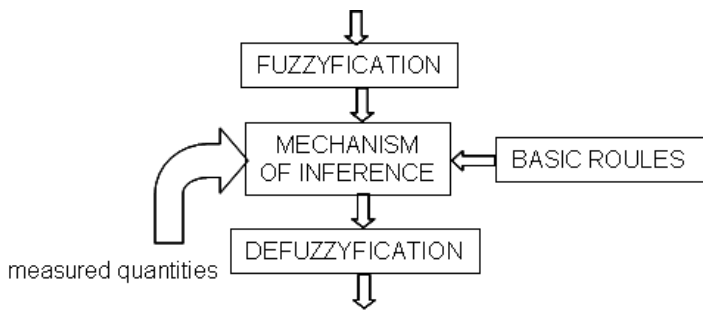 FUZZYFICATION
MECHANISM
OF INFERENCE
BASIC ROULES
DEFUZZYFICATION
measured quantities